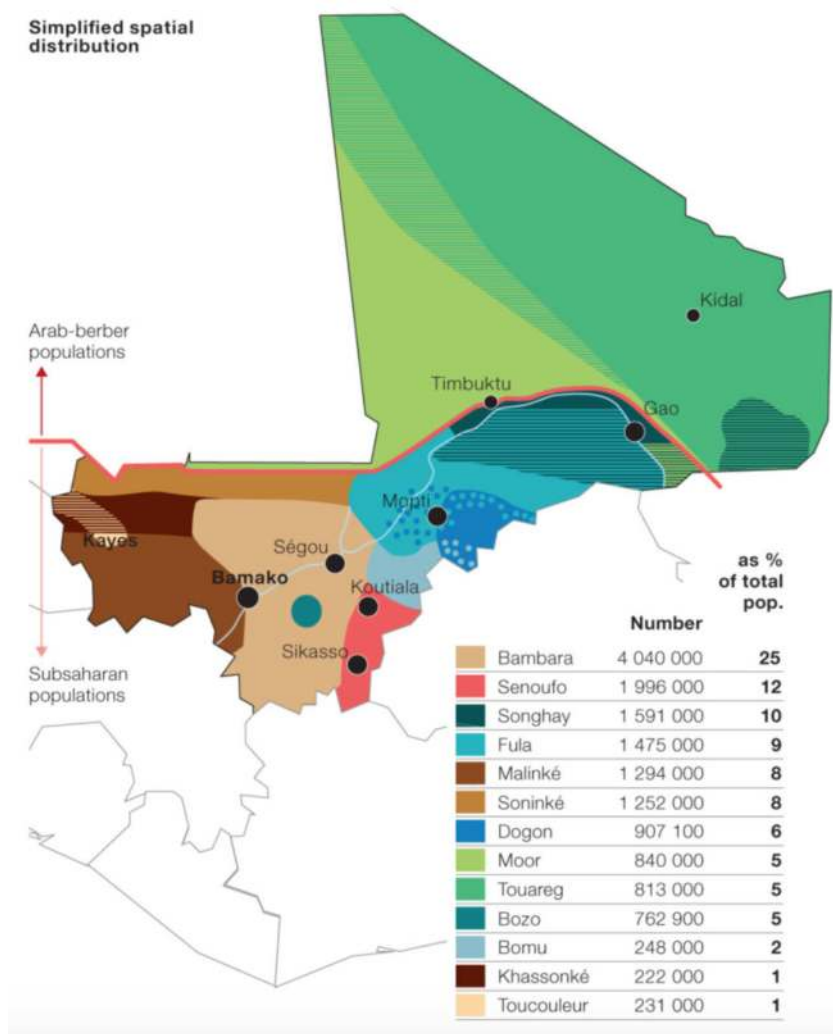 Simplified spatial
distribution
Arab-berber
populations
Kidal
Timbuktu
Gao
Mopti
Kayes
Ségou
Bamako
Koutiala
Sikasso
Subsaharan
populations
as %
of total
pop.
Number
Bambara 4 040 000 25
Senoufo 1 996 000 12
Songhay 1 591 000 10
Fula 1 475 000 9
Malinké 1 294 000 8
Soninké 1 252 000 8
Dogon 907 100 6
Moor 840 000 5
Touareg 813 000 5
Bozo 762 900 5
Bomu 248 000 2
Khassonké 222 000 1
Toucouleur 231 000 1